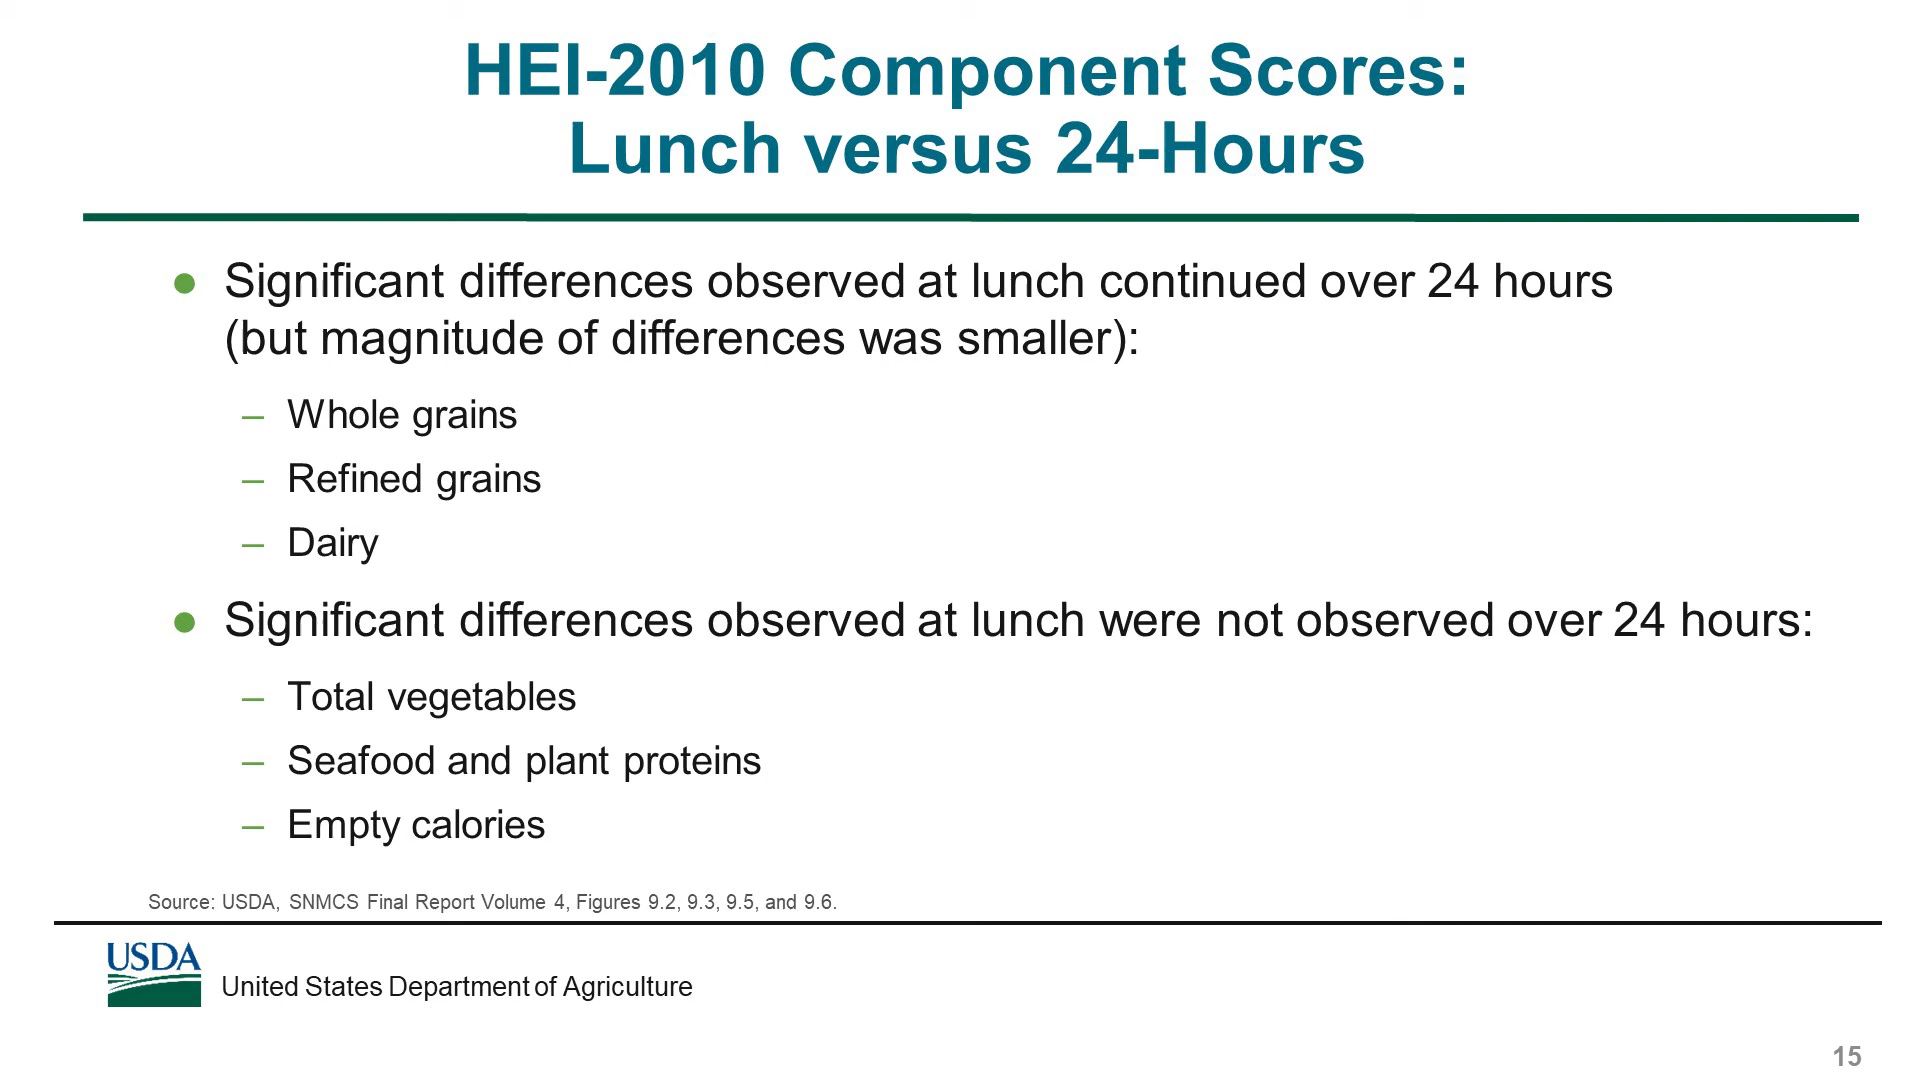 HEI-2010 Component Scores:
Lunch versus 24-Hours
● Significant differences observed at lunch continued over 24 hours
(but magnitude of differences was smaller):
– Whole grains
– Refined grains
– Dairy
● Significant differences observed at lunch were not observed over 24 hours:
– Total vegetables
– Seafood and plant proteins
– Empty calories
Source: USDA, SNMCS Final Report Volume 4, Figures 9.2, 9.3, 9.5, and 9.6.
USDA
United States Department of Agriculture
15